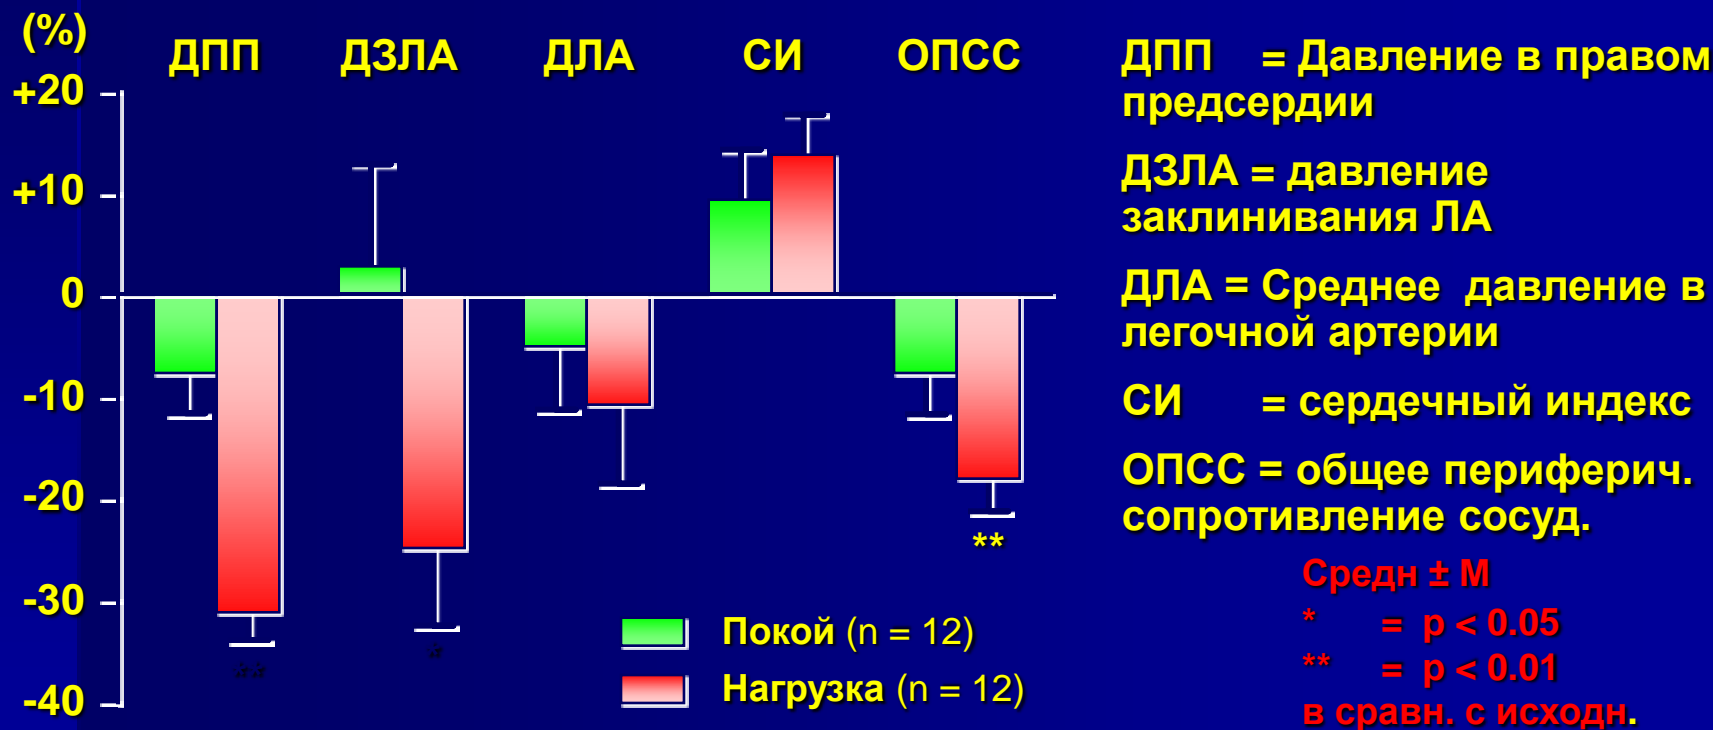 (%)
ДПП ДЗЛА ДЛА СИ ОПСС
+20
+10
0
-10
-20
-30
-40
**
*
**
Покой (n = 12)
Нагрузка (n = 12)
ДПП = Давление в правом
предсердии
ДЗЛА = давление
заклинивания ЛА
ДЛА = Среднее давление в
легочной артерии
СИ = сердечный индекс
ОПСС = общее периферич.
сопротивление сосуд.
Средн ± М
* = p < 0.05
** = p < 0.01
в сравн. с исходн.